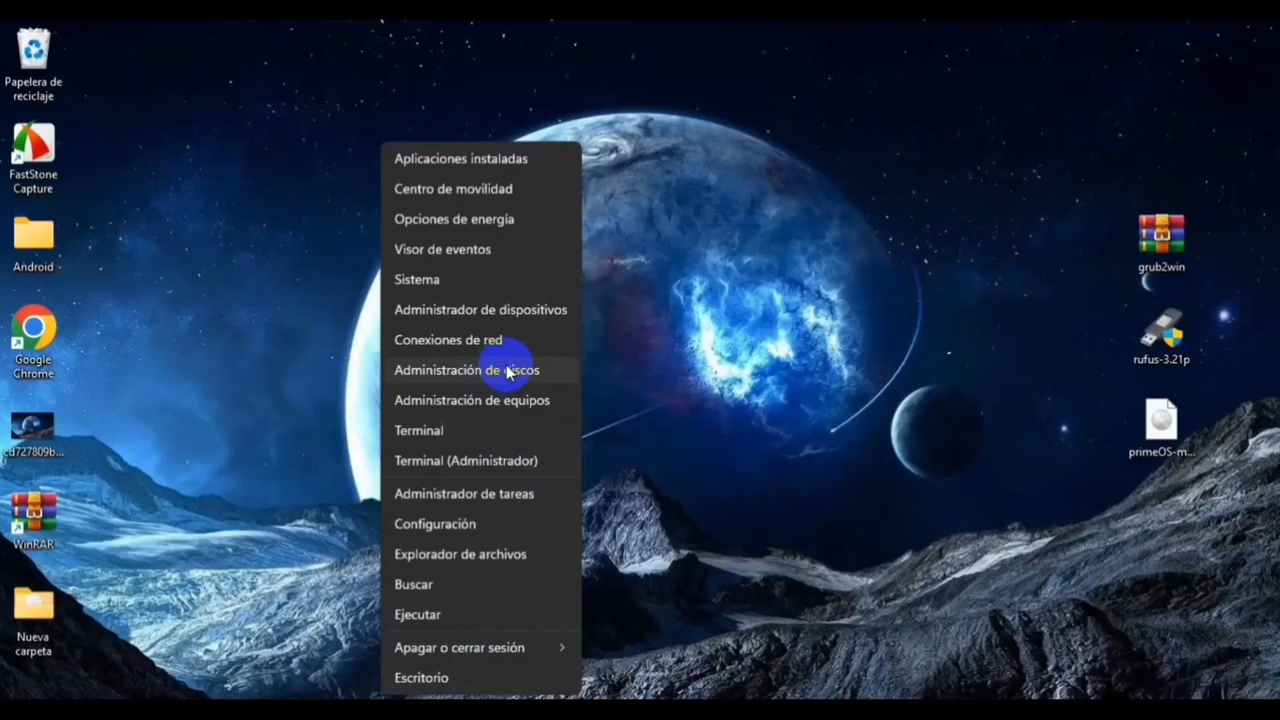 Papelera de
reciclaje
FastStone
Capture
Android
Google
Chrome
cd727809b...
WinRAR
Nueva
carpeta
Aplicaciones instaladas
Centro de movilidad
Opciones de energía
Visor de eventos
Sistema
Administrador de dispositivos
Conexiones de red
Administración de discos
Administración de equipos
Terminal
Terminal (Administrador)
Administrador de tareas
Configuración
Explorador de archivos
Buscar
Ejecutar
Apagar o cerrar sesión
Escritorio
grub2win
rufus-3.21p
primeOS-m...